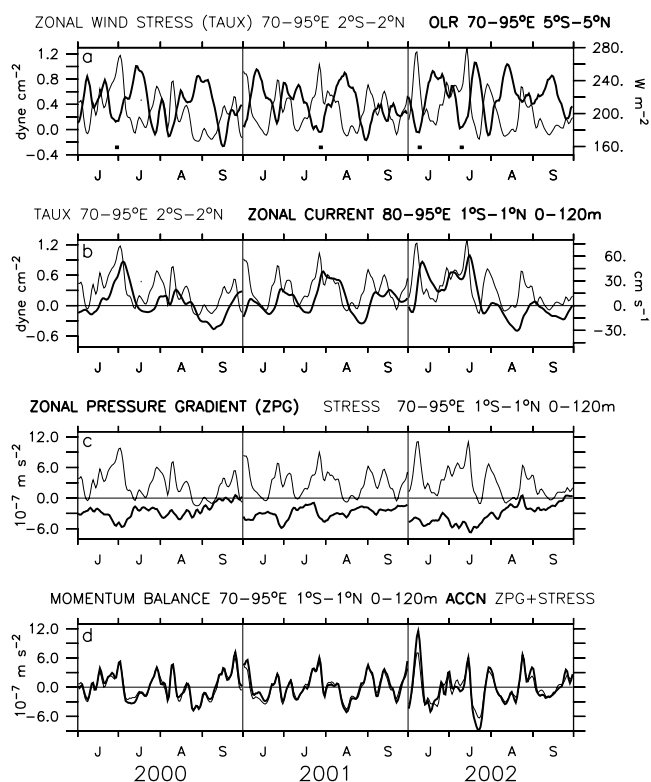 ZONAL WIND STRESS (TAUX) 70–95°E 2°S–2°N OLR 70–95°E 5°S–5°N
a
dyne cm⁻²
1.2
0.8
0.4
0.0
−0.4
280.
240.
200.
160.
W m⁻²
J J A S J J A S J J A S
TAUX 70–95°E 2°S–2°N ZONAL CURRENT 80–95°E 1°S–1°N 0–120m
b
dyne cm⁻²
1.2
0.6
0.0
−0.6
60.
30.
0.
−30.
cm s⁻¹
J J A S J J A S J J A S
ZONAL PRESSURE GRADIENT (ZPG) STRESS 70–95°E 1°S–1°N 0–120m
c
10⁻⁷ m s⁻²
12.0
6.0
0.0
−6.0
J J A S J J A S J J A S
MOMENTUM BALANCE 70–95°E 1°S–1°N 0–120m ACCN ZPG+STRESS
d
10⁻⁷ m s⁻²
12.0
6.0
0.0
−6.0
J J A S J J A S J J A S
2000 2001 2002